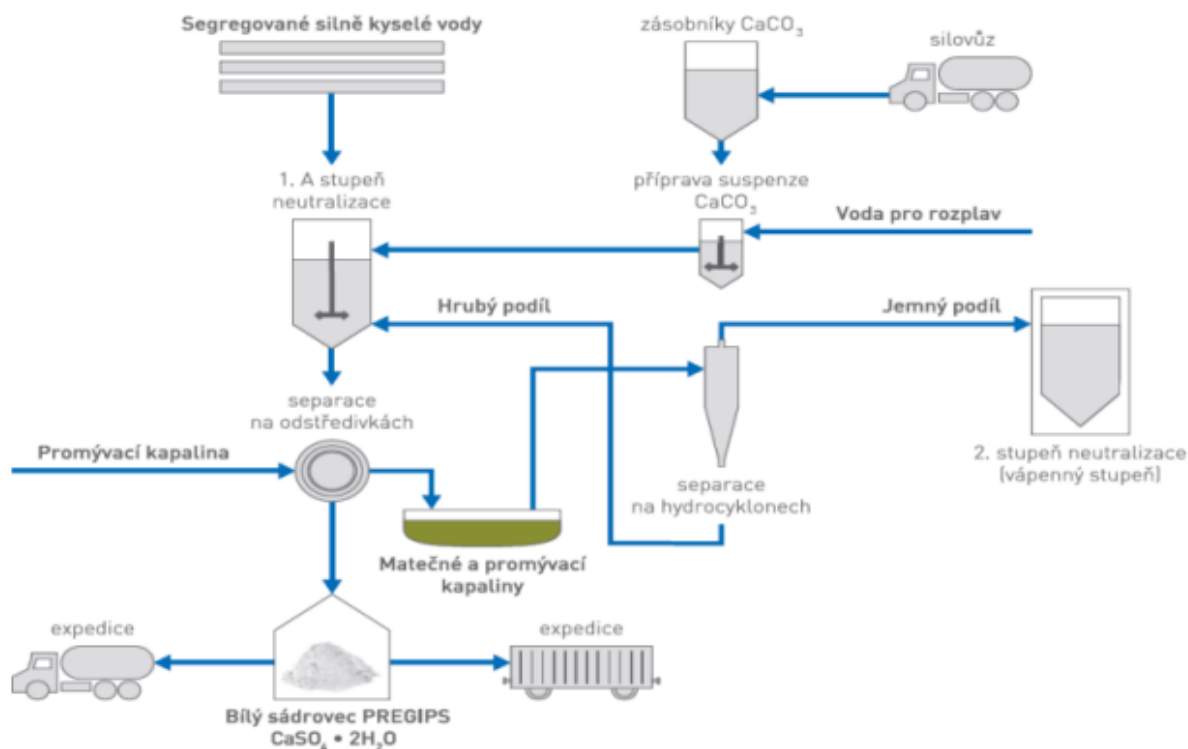 Segregované silně kyselé vody
zásobníky CaCO₃
silovůz
1. A stupeň
neutralizace
příprava suspenze
CaCO₃
Voda pro rozplav
Hrubý podíl
Jemný podíl
separace
na odstředivkách
Promývací kapalina
separace
na hydrocyklonech
2. stupeň neutralizace
(vápenný stupeň)
Matečné a promývací
kapaliny
expedice
expedice
Bílý sádrovec PREGIPS
CaSO₄ • 2H₂O